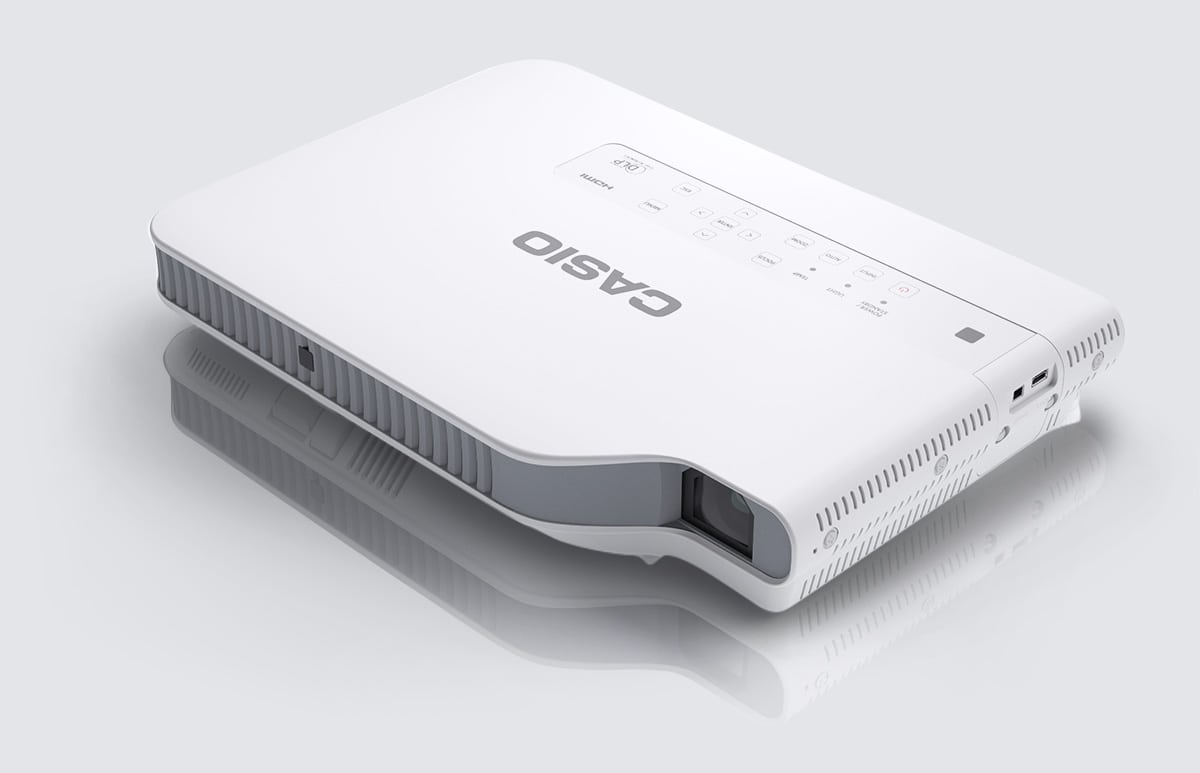 CASIO
DLP
HDMI
ESC
MENU
ENTER
ZOOM
AUTO
INPUT
FOCUS
TEMP
LIGHT
POWER/
STANDBY